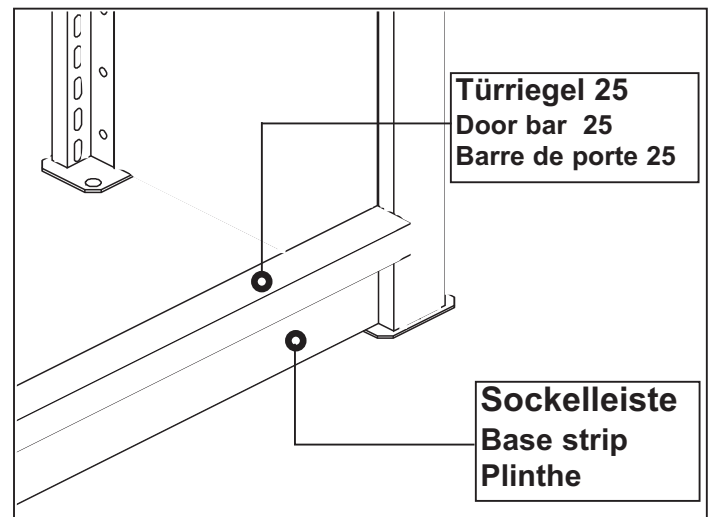 Türriegel 25
Door bar 25
Barre de porte 25
Sockelleiste
Base strip
Plinthe